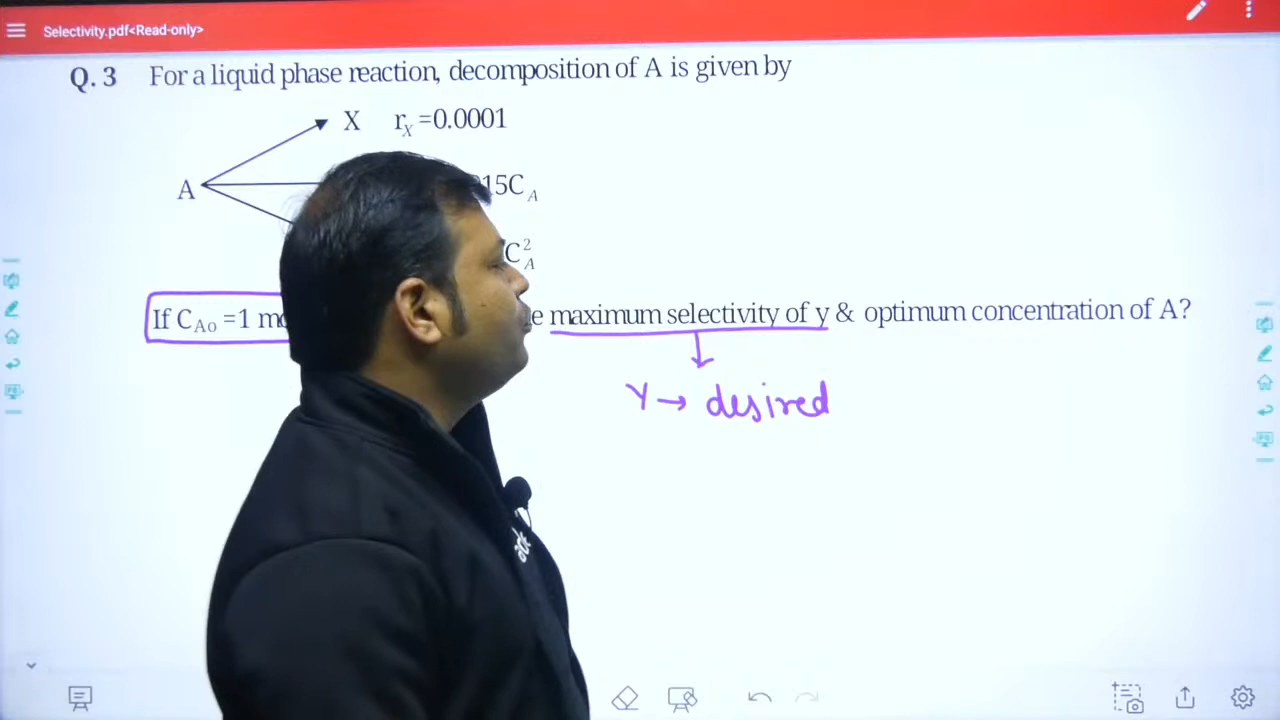 Selectivity.pdf<Read-only>
Q. 3 For a liquid phase reaction, decomposition of A is given by
X r_X =0.0001
A
15C_A
C_A^2
If C_Ao =1 maximum selectivity of y & optimum concentration of A?
Y → desired